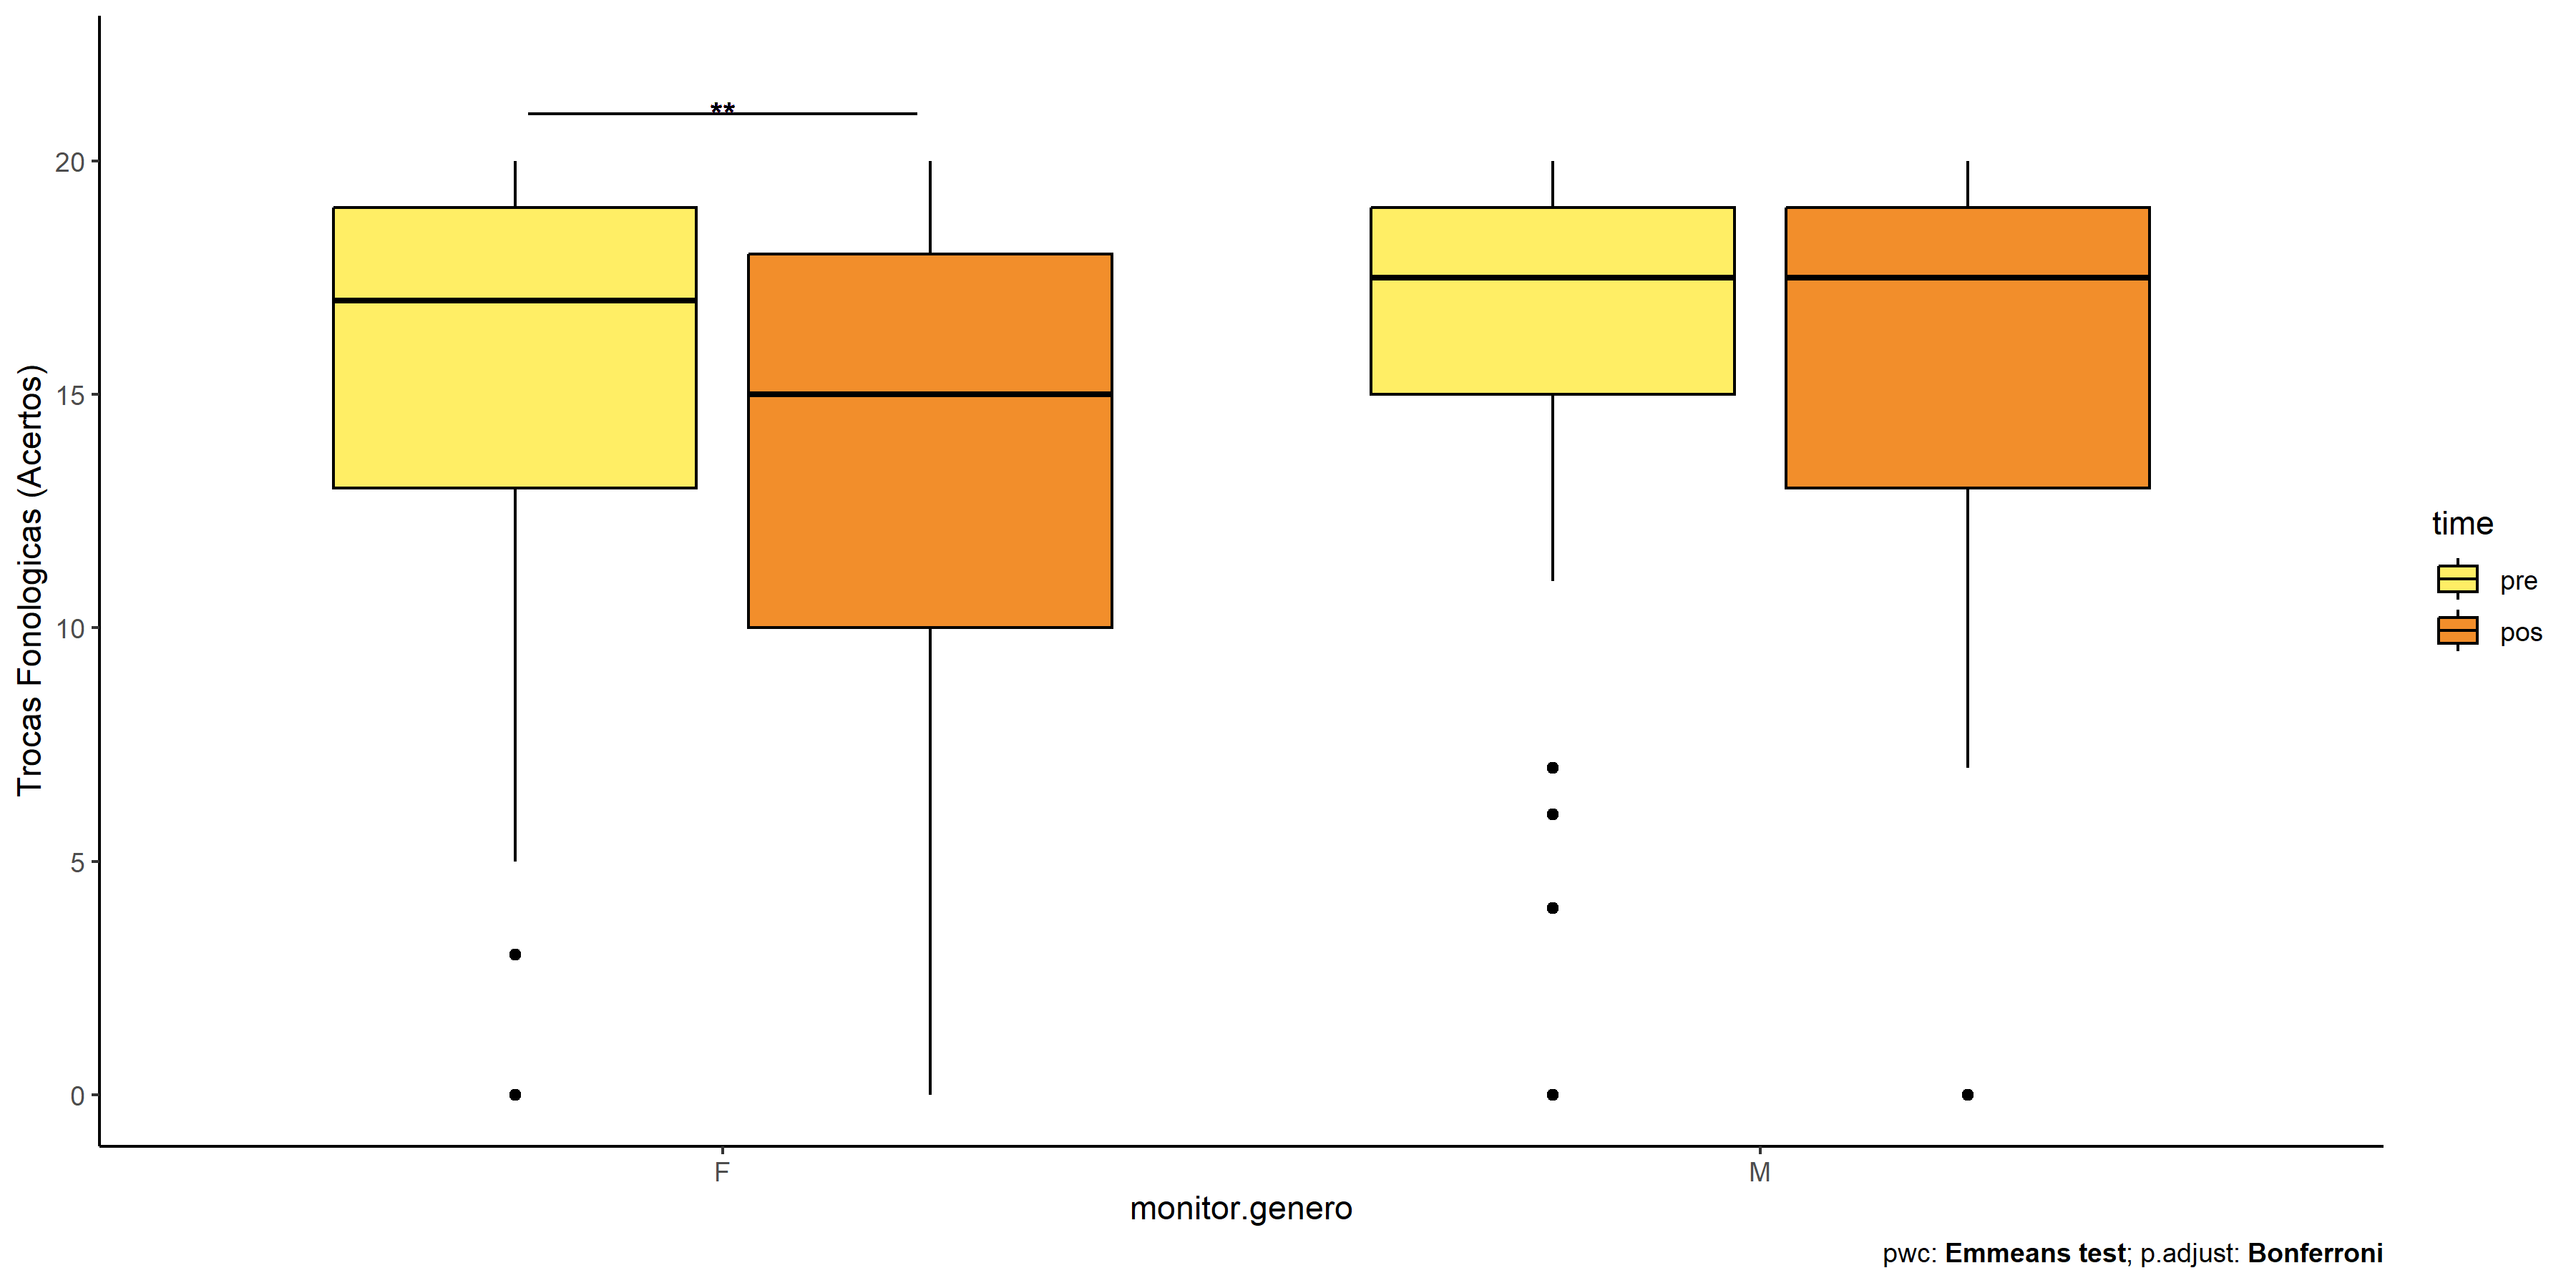 **
20
15
10
5
0
Trocas Fonologicas (Acertos)
F
M
monitor.genero
time
pre
pos
pwc: Emmeans test; p.adjust: Bonferroni